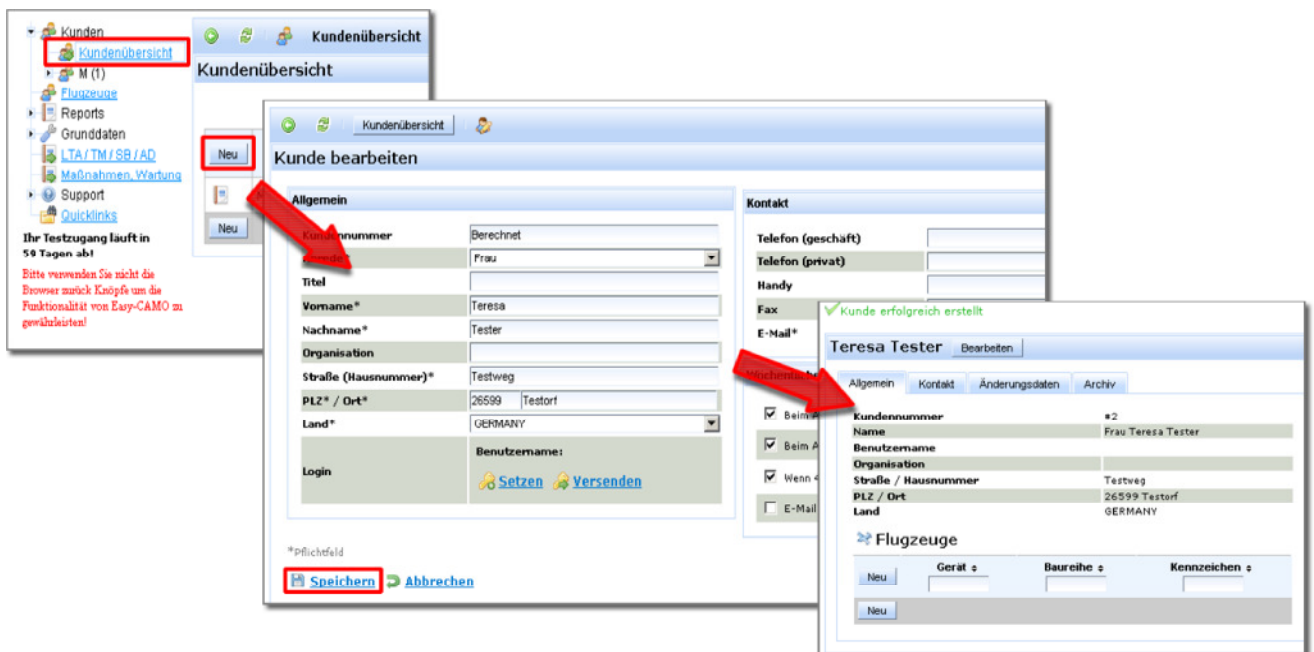 Kunden
Kundenübersicht
M (1)
Flugzeuge
Reports
Grunddaten
LTA / TM / SB / AD
Maßnahmen, Wartung
Support
Quicklinks
Ihr Testzugang läuft in
59 Tagen ab!
Bitte verwenden Sie nicht die
Browser zurück Knöpfe um die
Funktionalität von Easy-CAMO zu
gewährleisten!
Kundenübersicht
Kundenübersicht
Neu
Neu
Kundenübersicht
Kunde bearbeiten
Allgemein
Kundennummer Berechnet
Frau
Titel
Vorname* Teresa
Nachname* Tester
Organisation
Straße (Hausnummer)* Testweg
PLZ* / Ort* 26599 Testorf
Land* GERMANY
Benutzername:
Login
Setzen Versenden
*Pflichtfeld
Speichern Abbrechen
Kontakt
Telefon (geschäft)
Telefon (privat)
Handy
Fax
E-Mail*
Beim A
Beim A
Wenn
E-Mail
Kunde erfolgreich erstellt
Teresa Tester Bearbeiten
Allgemein Kontakt Änderungsdaten Archiv
Kundennummer #2
Name Frau Teresa Tester
Benutzername
Organisation
Straße / Hausnummer Testweg
PLZ / Ort 26599 Testorf
Land GERMANY
Flugzeuge
Gerät Baureihe Kennzeichen
Neu
Neu